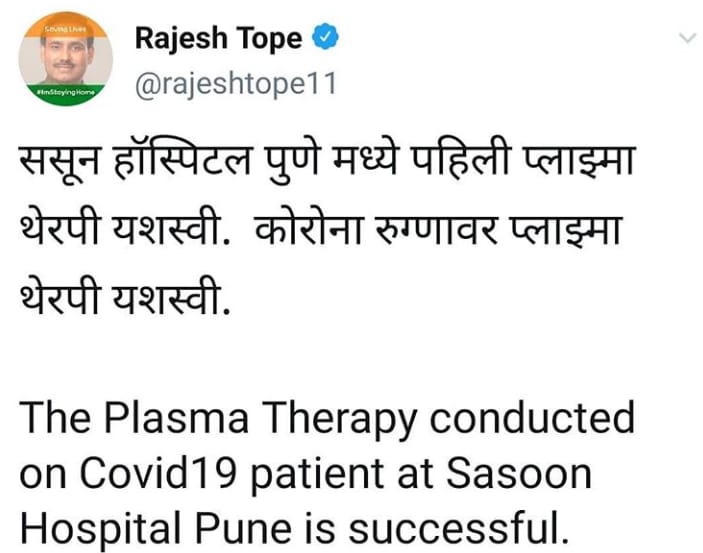 Saving Lives
#ImStayingHome
Rajesh Tope
@rajeshtope11
ससून हॉस्पिटल पुणे मध्ये पहिली प्लाझ्मा
थेरपी यशस्वी. कोरोना रुग्णावर प्लाझ्मा
थेरपी यशस्वी.
The Plasma Therapy conducted
on Covid19 patient at Sasoon
Hospital Pune is successful.